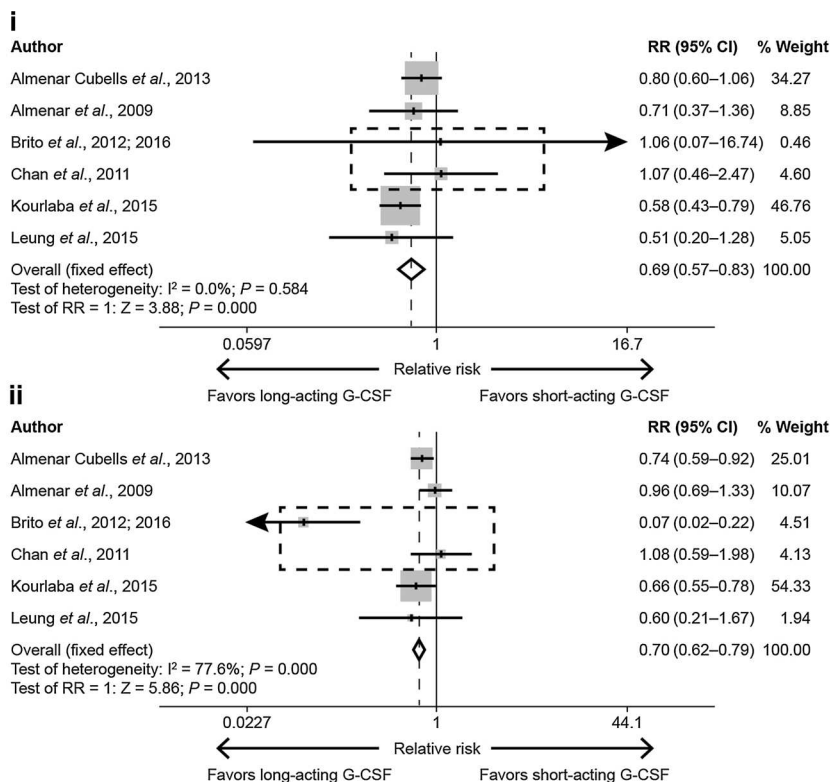 i
Author RR (95% CI) % Weight
Almenar Cubells et al., 2013 0.80 (0.60–1.06) 34.27
Almenar et al., 2009 0.71 (0.37–1.36) 8.85
Brito et al., 2012; 2016 1.06 (0.07–16.74) 0.46
Chan et al., 2011 1.07 (0.46–2.47) 4.60
Kourlaba et al., 2015 0.58 (0.43–0.79) 46.76
Leung et al., 2015 0.51 (0.20–1.28) 5.05
Overall (fixed effect) 0.69 (0.57–0.83) 100.00
Test of heterogeneity: I² = 0.0%; P = 0.584
Test of RR = 1: Z = 3.88; P = 0.000
0.0597 1 16.7
Relative risk
Favors long-acting G-CSF Favors short-acting G-CSF
ii
Author RR (95% CI) % Weight
Almenar Cubells et al., 2013 0.74 (0.59–0.92) 25.01
Almenar et al., 2009 0.96 (0.69–1.33) 10.07
Brito et al., 2012; 2016 0.07 (0.02–0.22) 4.51
Chan et al., 2011 1.08 (0.59–1.98) 4.13
Kourlaba et al., 2015 0.66 (0.55–0.78) 54.33
Leung et al., 2015 0.60 (0.21–1.67) 1.94
Overall (fixed effect) 0.70 (0.62–0.79) 100.00
Test of heterogeneity: I² = 77.6%; P = 0.000
Test of RR = 1: Z = 5.86; P = 0.000
0.0227 1 44.1
Relative risk
Favors long-acting G-CSF Favors short-acting G-CSF